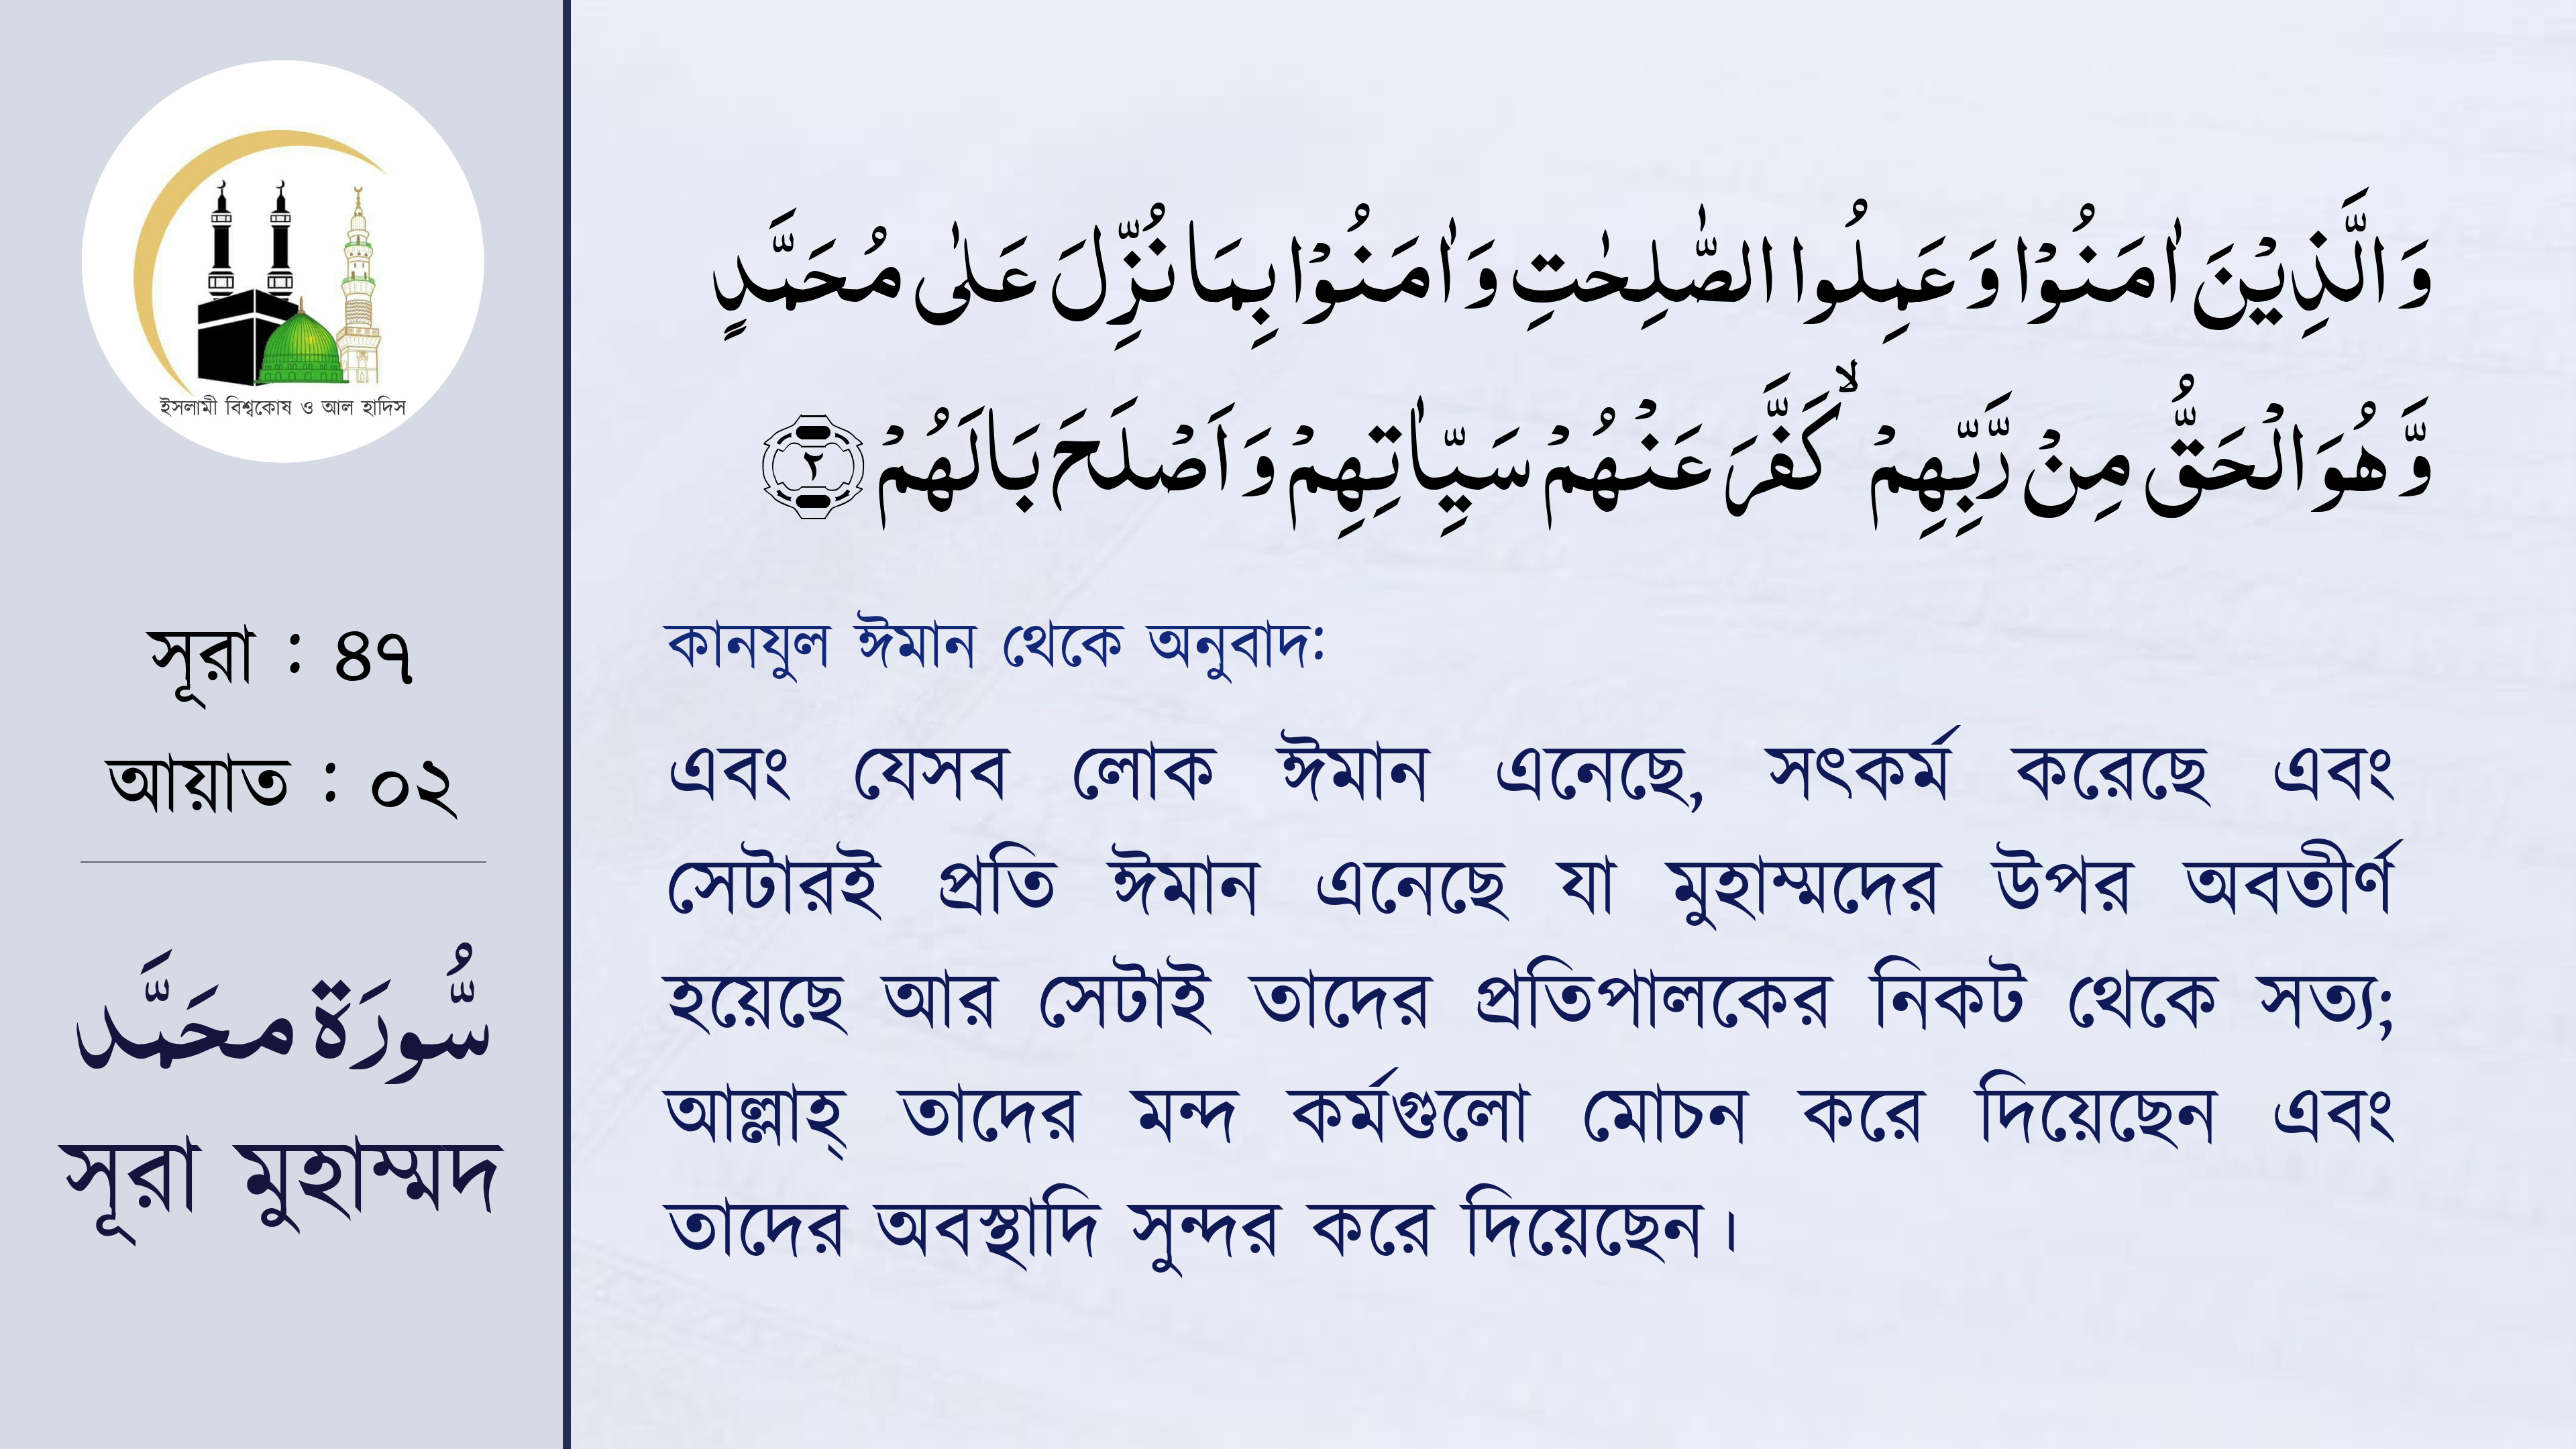 ইসলামী বিশ্বকোষ ও আল হাদিস
সূরা : ৪৭
আয়াত : ০২
سُّورَة محَمَّد
সূরা মুহাম্মদ
وَ الَّذِیْنَ اٰمَنُوْا وَ عَمِلُوا الصّٰلِحٰتِ وَ اٰمَنُوْا بِمَا نُزِّلَ عَلٰى مُحَمَّدٍ
وَّ هُوَ الْحَقُّ مِنْ رَّبِّهِمْ ۙ كَفَّرَ عَنْهُمْ سَیِّاٰتِهِمْ وَ اَصْلَحَ بَالَهُمْ ۝۲
কানযুল ঈমান থেকে অনুবাদ:
এবং যেসব লোক ঈমান এনেছে, সৎকর্ম করেছে এবং
সেটারই প্রতি ঈমান এনেছে যা মুহাম্মদের উপর অবতীর্ণ
হয়েছে আর সেটাই তাদের প্রতিপালকের নিকট থেকে সত্য;
আল্লাহ্ তাদের মন্দ কর্মগুলো মোচন করে দিয়েছেন এবং
তাদের অবস্থাদি সুন্দর করে দিয়েছেন।